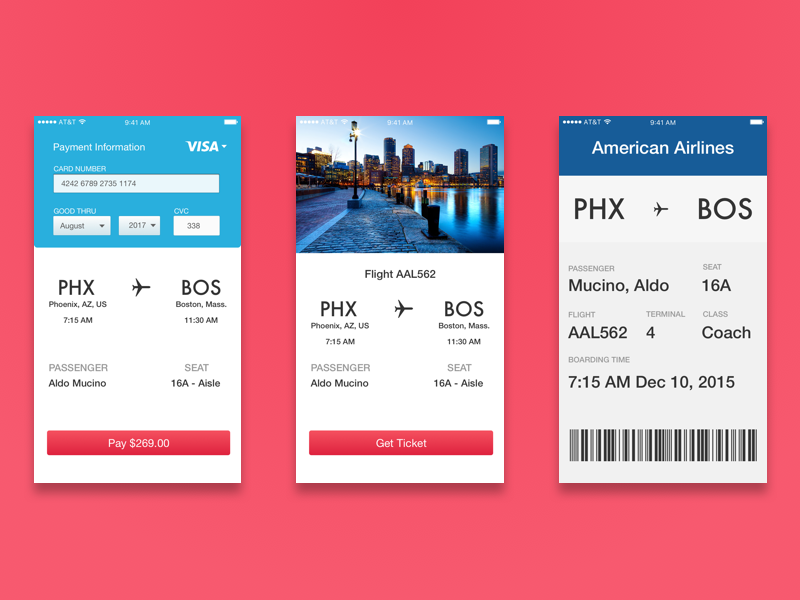 AT&T 9:41 AM
Payment Information VISA
CARD NUMBER
4242 6789 2735 1174
GOOD THRU CVC
August 2017 338
PHX BOS
Phoenix, AZ, US Boston, Mass.
7:15 AM 11:30 AM
PASSENGER SEAT
Aldo Mucino 16A - Aisle
Pay $269.00
AT&T 9:41 AM
Flight AAL562
PHX BOS
Phoenix, AZ, US Boston, Mass.
7:15 AM 11:30 AM
PASSENGER SEAT
Aldo Mucino 16A - Aisle
Get Ticket
AT&T 9:41 AM
American Airlines
PHX BOS
PASSENGER SEAT
Mucino, Aldo 16A
FLIGHT TERMINAL CLASS
AAL562 4 Coach
BOARDING TIME
7:15 AM Dec 10, 2015